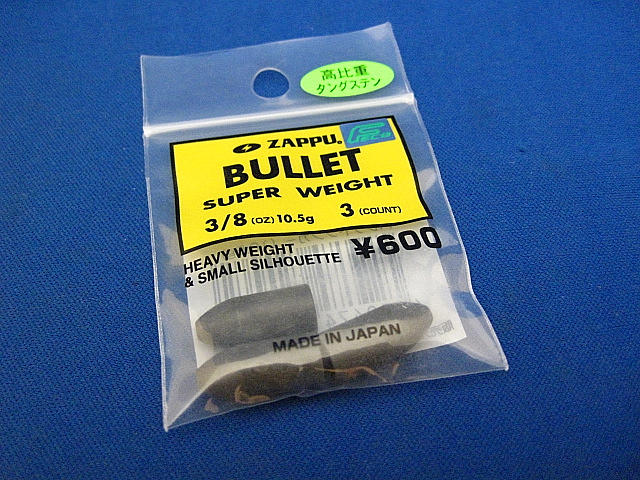 高比重
タングステン
ZAPPU®
BULLET
SUPER WEIGHT
3/8 (OZ) 10.5g 3 (COUNT)
HEAVY WEIGHT
& SMALL SILHOUETTE
¥600
MADE IN JAPAN